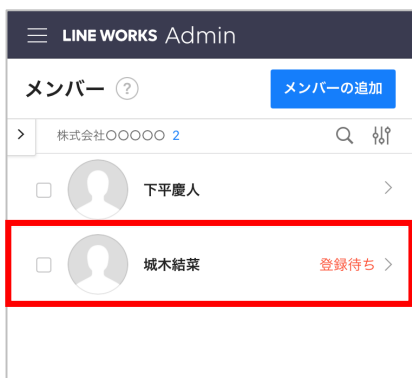 LINE WORKS Admin
メンバー ?
メンバーの追加
株式会社〇〇〇〇〇 2
下平慶人
城木結菜 登録待ち